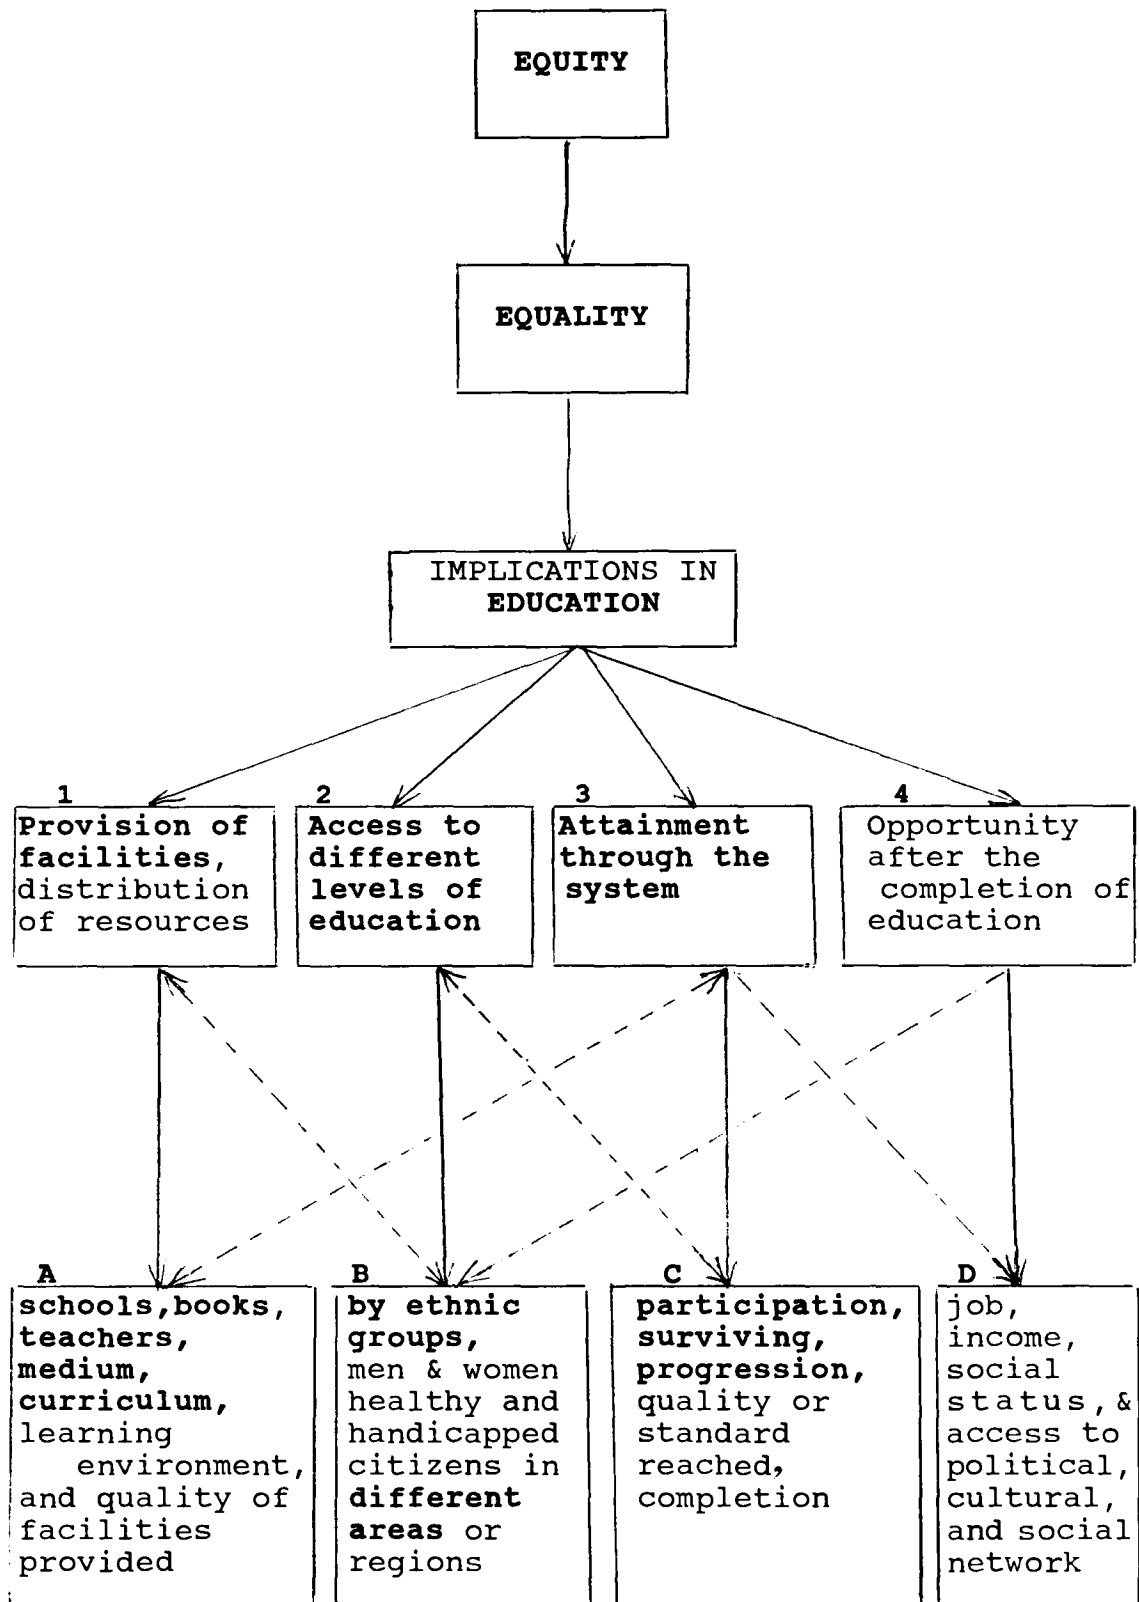 EQUITY
EQUALITY
IMPLICATIONS IN
EDUCATION
1
Provision of
facilities,
distribution
of resources
2
Access to
different
levels of
education
3
Attainment
through the
system
4
Opportunity
after the
completion of
education
A
schools,books,
teachers,
medium,
curriculum,
learning
environment,
and quality of
facilities
provided
B
by ethnic
groups,
men & women
healthy and
handicapped
citizens in
different
areas or
regions
C
participation,
surviving,
progression,
quality or
standard
reached,
completion
D
job,
income,
social
status,&
access to
political,
cultural,
and social
network